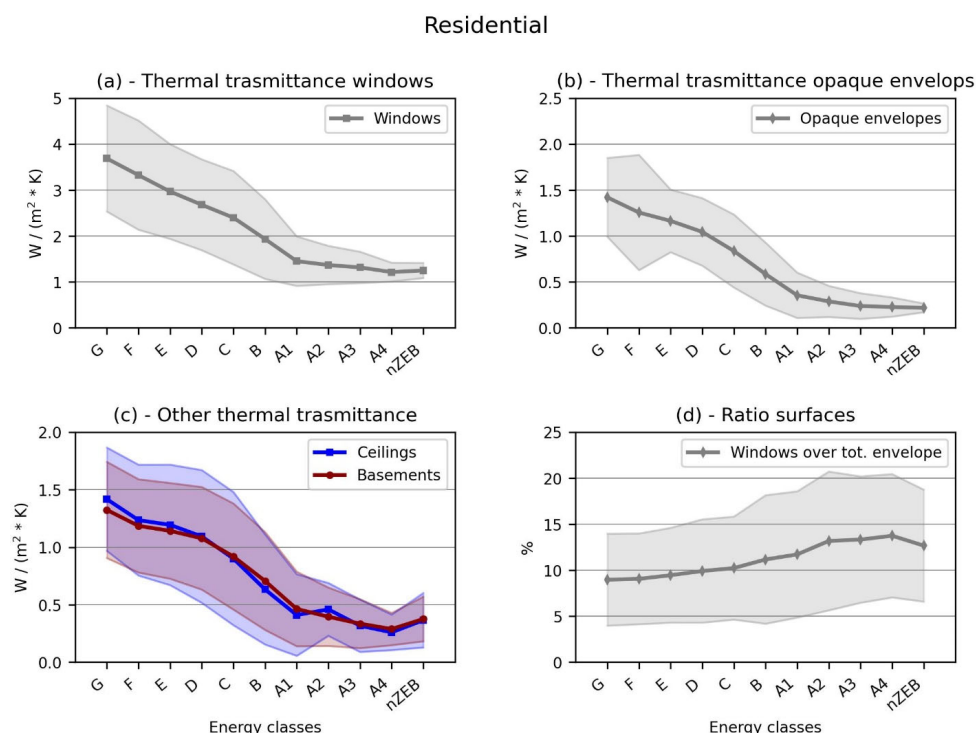 Residential
(a) - Thermal trasmittance windows
5
4
3
2
1
0
W / (m² * K)
Windows
G
F
E
D
C
B
A1
A2
A3
A4
nZEB
(b) - Thermal trasmittance opaque envelops
2.5
2.0
1.5
1.0
0.5
0.0
W / (m² * K)
Opaque envelopes
G
F
E
D
C
B
A1
A2
A3
A4
nZEB
(c) - Other thermal trasmittance
2.0
1.5
1.0
0.5
0.0
W / (m² * K)
Ceilings
Basements
G
F
E
D
C
B
A1
A2
A3
A4
nZEB
Energy classes
(d) - Ratio surfaces
25
20
15
10
5
0
%
Windows over tot. envelope
G
F
E
D
C
B
A1
A2
A3
A4
nZEB
Energy classes